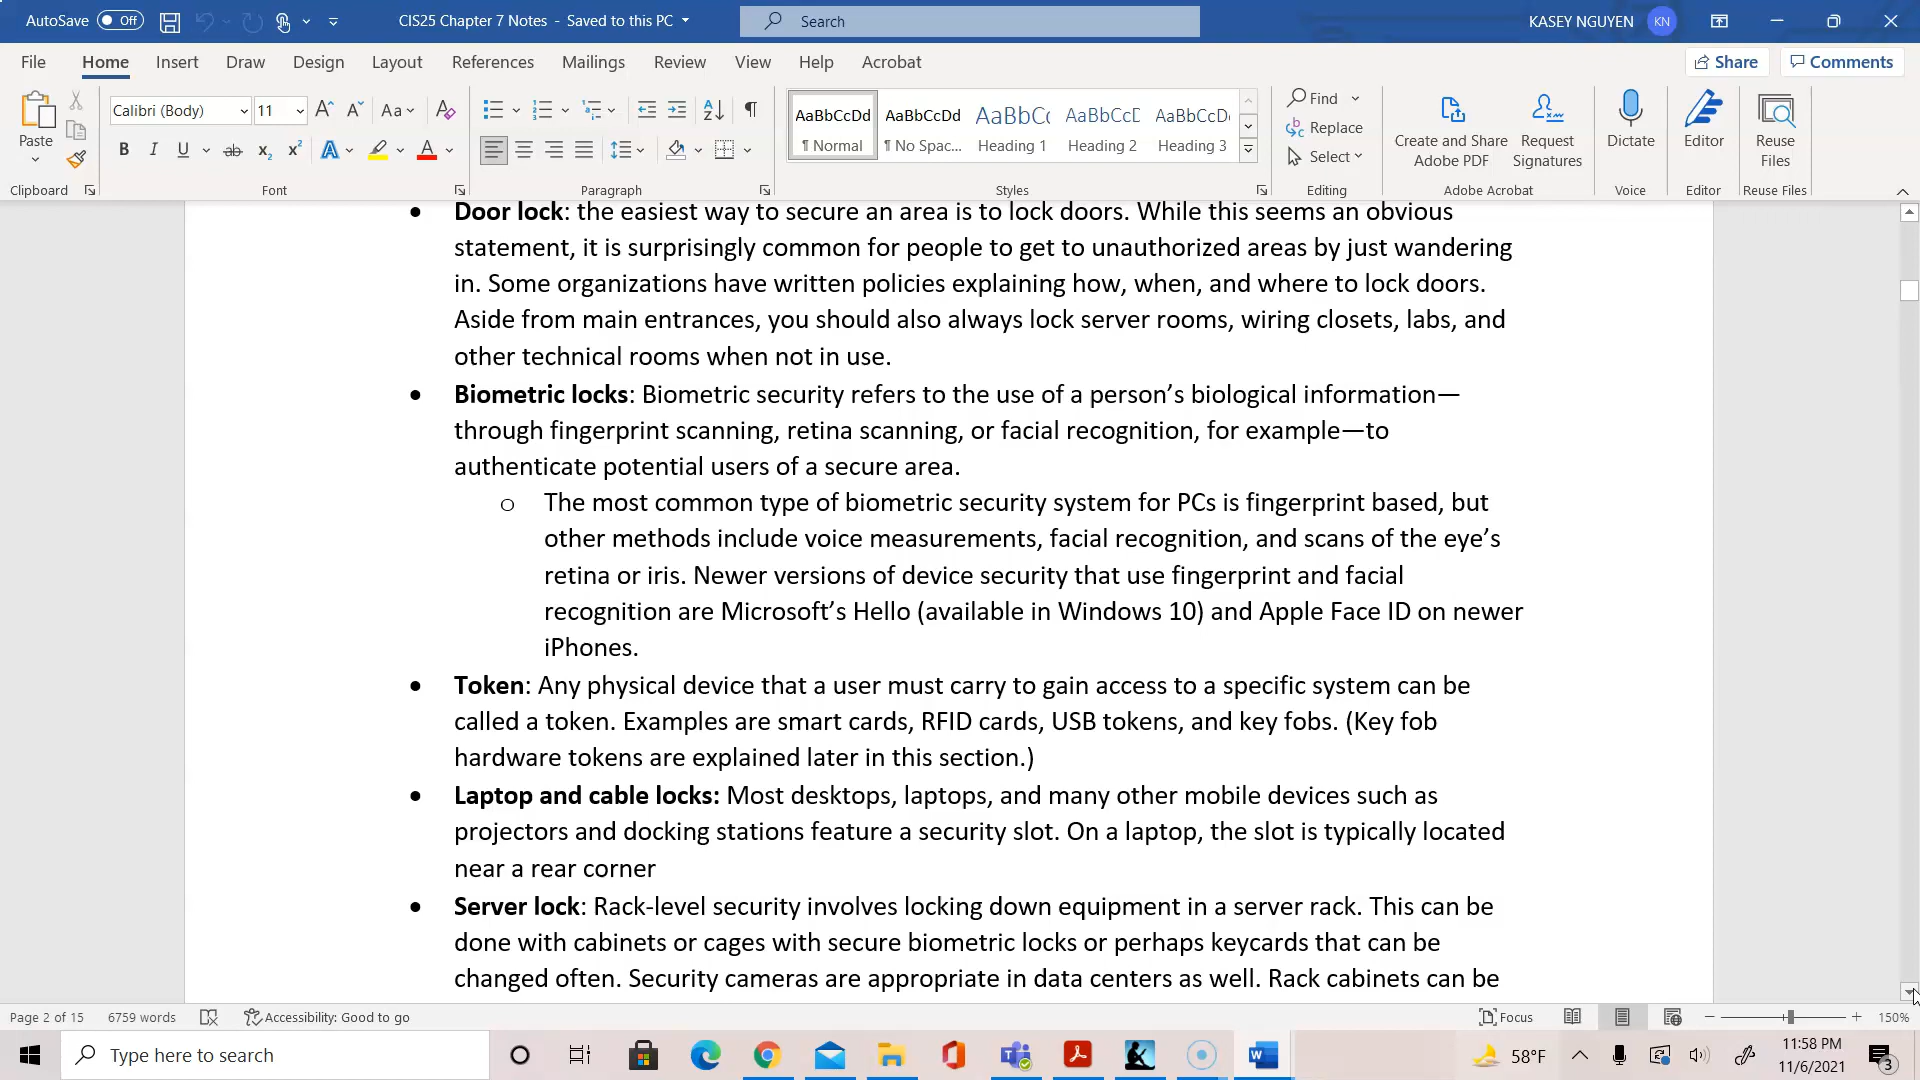 AutoSave Off CIS25 Chapter 7 Notes - Saved to this PC Search KASEY NGUYEN KN
File Home Insert Draw Design Layout References Mailings Review View Help Acrobat Share Comments
Calibri (Body) 11 Aa AaBbCcDd AaBbCcDd AaBbCc AaBbCcD AaBbCcD Find
Paste Replace Create and Share Request Dictate Editor Reuse
B I U ab x₂ x² A A ¶ Normal ¶ No Spac... Heading 1 Heading 2 Heading 3 Select Adobe PDF Signatures Files
Clipboard Font Paragraph Styles Editing Adobe Acrobat Voice Editor Reuse Files
• Door lock: the easiest way to secure an area is to lock doors. While this seems an obvious
statement, it is surprisingly common for people to get to unauthorized areas by just wandering
in. Some organizations have written policies explaining how, when, and where to lock doors.
Aside from main entrances, you should also always lock server rooms, wiring closets, labs, and
other technical rooms when not in use.
• Biometric locks: Biometric security refers to the use of a person’s biological information—
through fingerprint scanning, retina scanning, or facial recognition, for example—to
authenticate potential users of a secure area.
o The most common type of biometric security system for PCs is fingerprint based, but
other methods include voice measurements, facial recognition, and scans of the eye’s
retina or iris. Newer versions of device security that use fingerprint and facial
recognition are Microsoft’s Hello (available in Windows 10) and Apple Face ID on newer
iPhones.
• Token: Any physical device that a user must carry to gain access to a specific system can be
called a token. Examples are smart cards, RFID cards, USB tokens, and key fobs. (Key fob
hardware tokens are explained later in this section.)
• Laptop and cable locks: Most desktops, laptops, and many other mobile devices such as
projectors and docking stations feature a security slot. On a laptop, the slot is typically located
near a rear corner
• Server lock: Rack-level security involves locking down equipment in a server rack. This can be
done with cabinets or cages with secure biometric locks or perhaps keycards that can be
changed often. Security cameras are appropriate in data centers as well. Rack cabinets can be
Page 2 of 15 6759 words Accessibility: Good to go Focus 150%
Type here to search 58°F 11:58 PM
11/6/2021 3